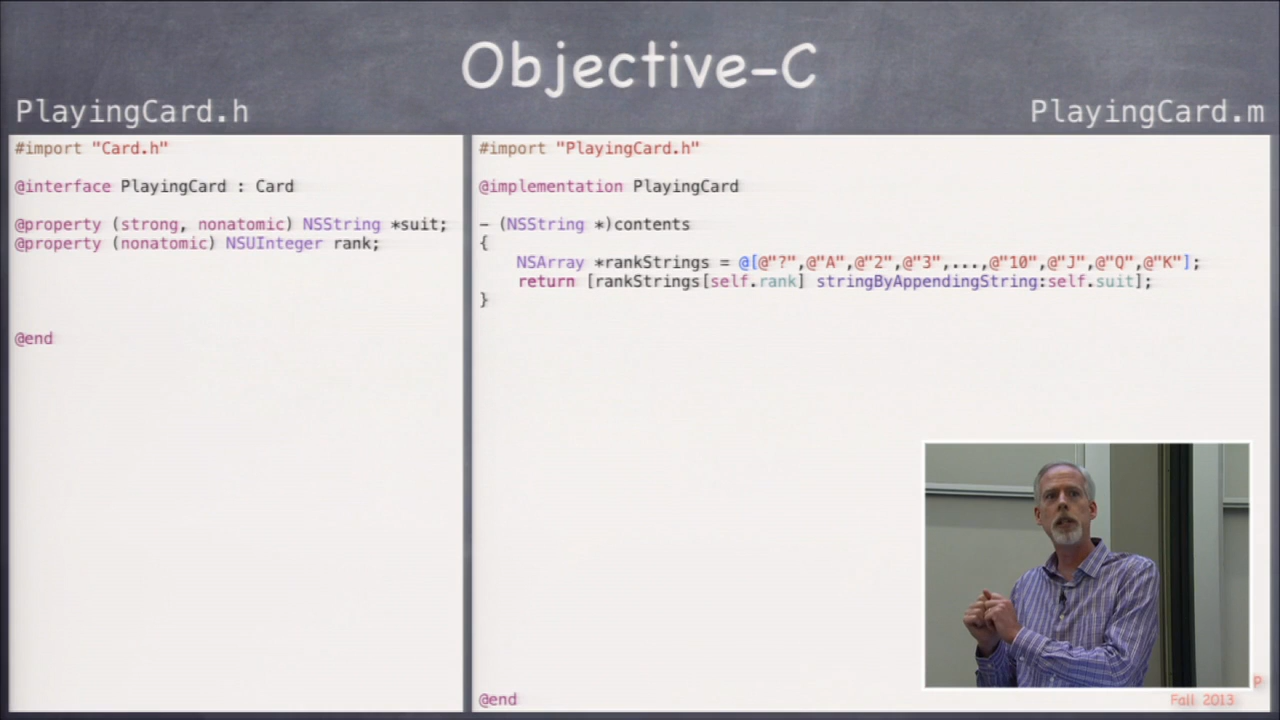 Objective-C
PlayingCard.h
PlayingCard.m
#import "Card.h"
@interface PlayingCard : Card
@property (strong, nonatomic) NSString *suit;
@property (nonatomic) NSUInteger rank;
@end
#import "PlayingCard.h"
@implementation PlayingCard
- (NSString *)contents
{
NSArray *rankStrings = @[@"?",@"A",@"2",@"3",...,@"10",@"J",@"Q",@"K"];
return [rankStrings[self.rank] stringByAppendingString:self.suit];
}
@end
Fall 2013